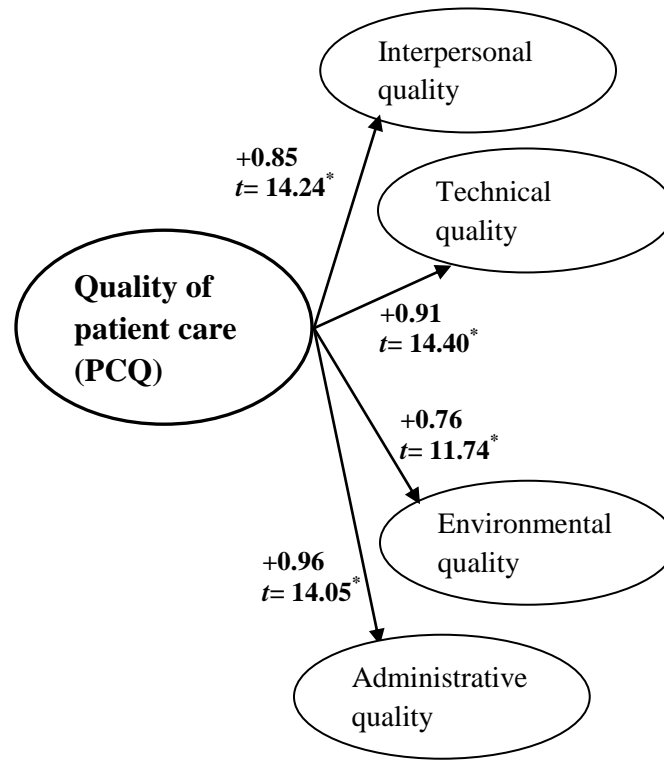 Interpersonal
quality
+0.85
t= 14.24*
Technical
quality
Quality of
patient care
(PCQ)
+0.91
t= 14.40*
+0.76
t= 11.74*
Environmental
quality
+0.96
t= 14.05*
Administrative
quality